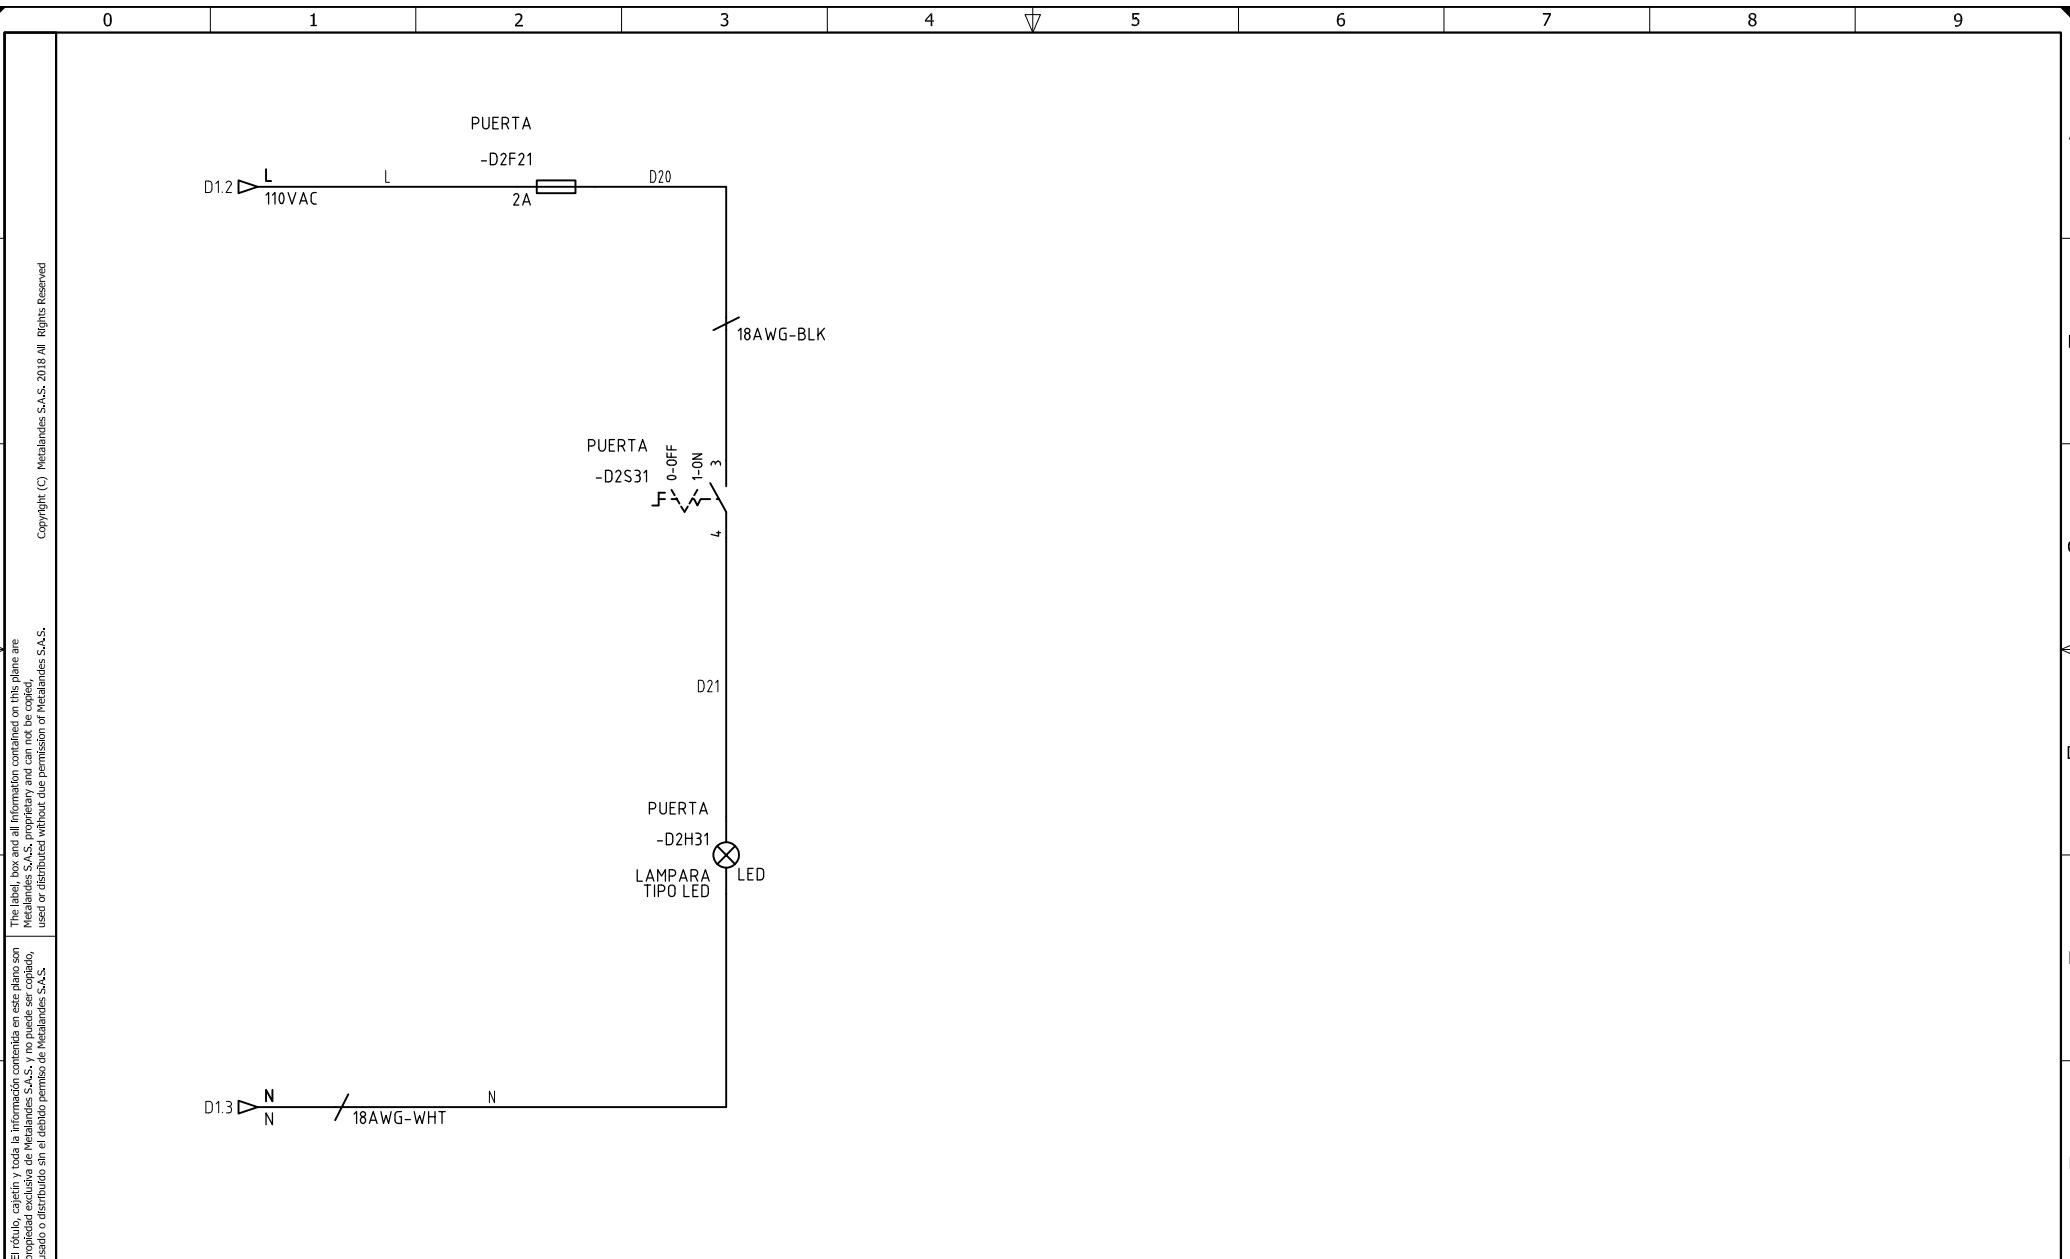 0 1 2 3 4 5 6 7 8 9
PUERTA
-D2F21
D1.2
L
L
D20
110VAC
2A
18AWG-BLK
PUERTA
-D2S31
0-OFF
1-ON
3
4
D21
PUERTA
-D2H31
LAMPARA
TIPO LED
LED
D1.3
N
N
N
18AWG-WHT
Copyright (C) Metalandes S.A.S. 2018 All Rights Reserved
The label, box and all information contained on this plane are
Metalandes S.A.S. proprietary and can not be copied,
used or distributed without due permission of Metalandes S.A.S.
El rótulo, cajetín y toda la información contenida en este plano son
propiedad exclusiva de Metalandes S.A.S. y no puede ser copiado,
usado o distribuido sin el debido permiso de Metalandes S.A.S.